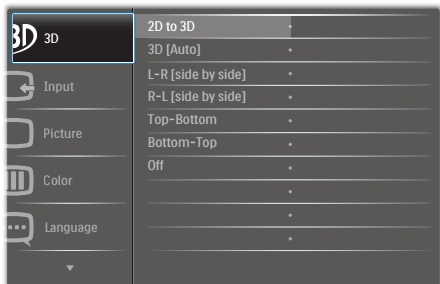 3D 3D
Input
Picture
Color
Language
2D to 3D
3D [Auto]
L-R [side by side]
R-L [side by side]
Top-Bottom
Bottom-Top
Off